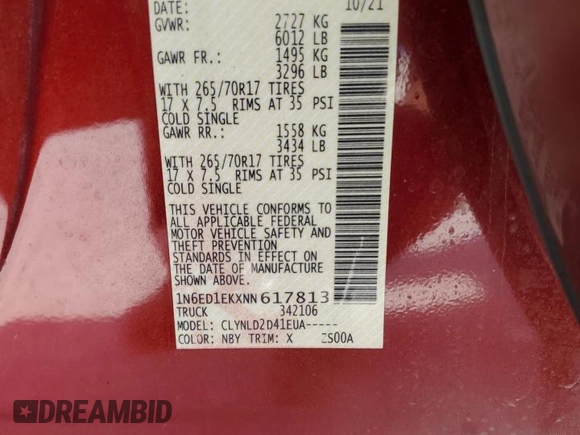 DATE: 10/21
GVWR: 2727 KG
6012 LB
GAWR FR.: 1495 KG
3296 LB
WITH 265/70R17 TIRES
17 X 7.5 RIMS AT 35 PSI
COLD SINGLE
GAWR RR.: 1558 KG
3434 LB
WITH 265/70R17 TIRES
17 X 7.5 RIMS AT 35 PSI
COLD SINGLE
THIS VEHICLE CONFORMS TO
ALL APPLICABLE FEDERAL
MOTOR VEHICLE SAFETY AND
THEFT PREVENTION
STANDARDS IN EFFECT ON
THE DATE OF MANUFACTURE
SHOWN ABOVE.
1N6ED1EKXNN617813
TRUCK 342106
MODEL: CLYNLD2D41EUA-----
COLOR: NBY TRIM: X ZS00A
DREAMBID